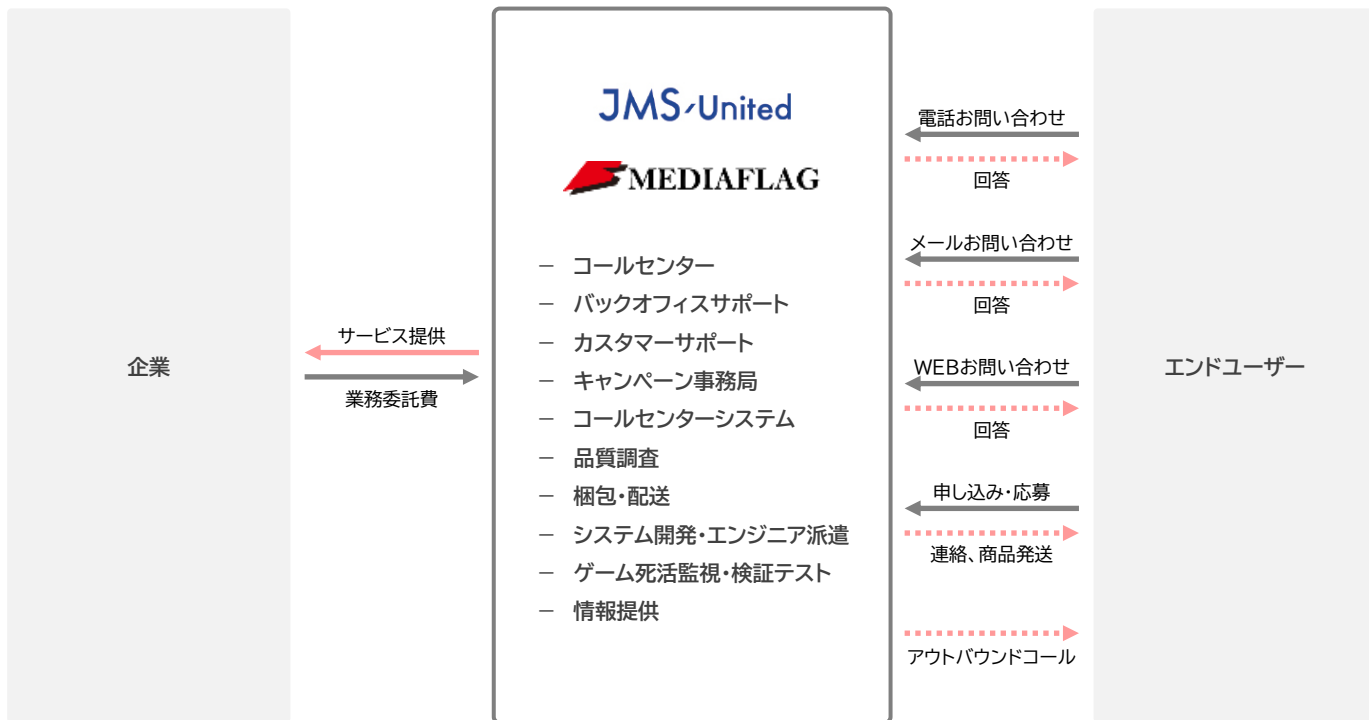 企業
サービス提供
業務委託費
JMS United
MEDIAFLAG
－ コールセンター
－ バックオフィスサポート
－ カスタマーサポート
－ キャンペーン事務局
－ コールセンターシステム
－ 品質調査
－ 梱包・配送
－ システム開発・エンジニア派遣
－ ゲーム死活監視・検証テスト
－ 情報提供
電話お問い合わせ
回答
メールお問い合わせ
回答
WEBお問い合わせ
回答
申し込み・応募
連絡、商品発送
アウトバウンドコール
エンドユーザー